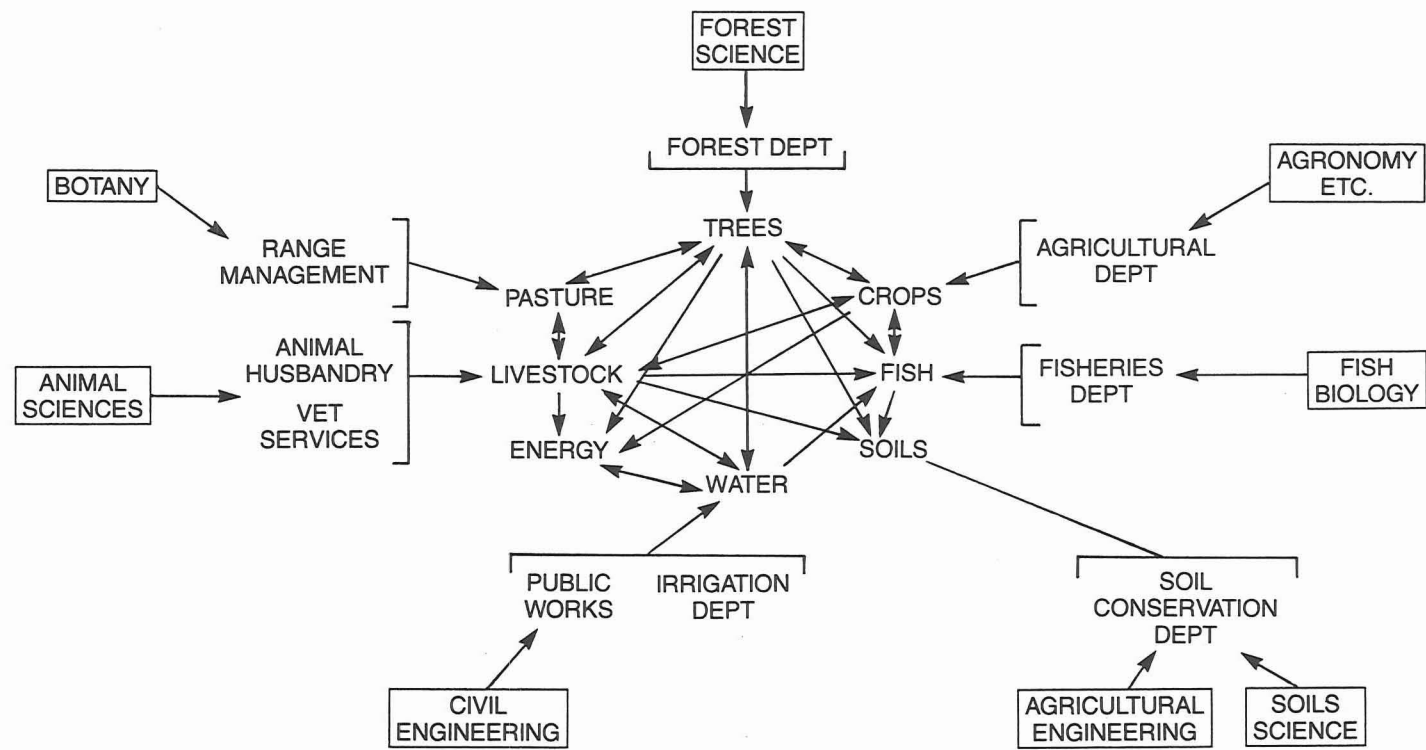 FOREST
SCIENCE
FOREST DEPT
BOTANY
AGRONOMY
ETC.
TREES
RANGE
MANAGEMENT
AGRICULTURAL
DEPT
PASTURE
CROPS
ANIMAL
HUSBANDRY
VET
SERVICES
ANIMAL
SCIENCES
LIVESTOCK
FISH
FISHERIES
DEPT
FISH
BIOLOGY
ENERGY
SOILS
WATER
PUBLIC
WORKS
IRRIGATION
DEPT
SOIL
CONSERVATION
DEPT
CIVIL
ENGINEERING
AGRICULTURAL
ENGINEERING
SOILS
SCIENCE